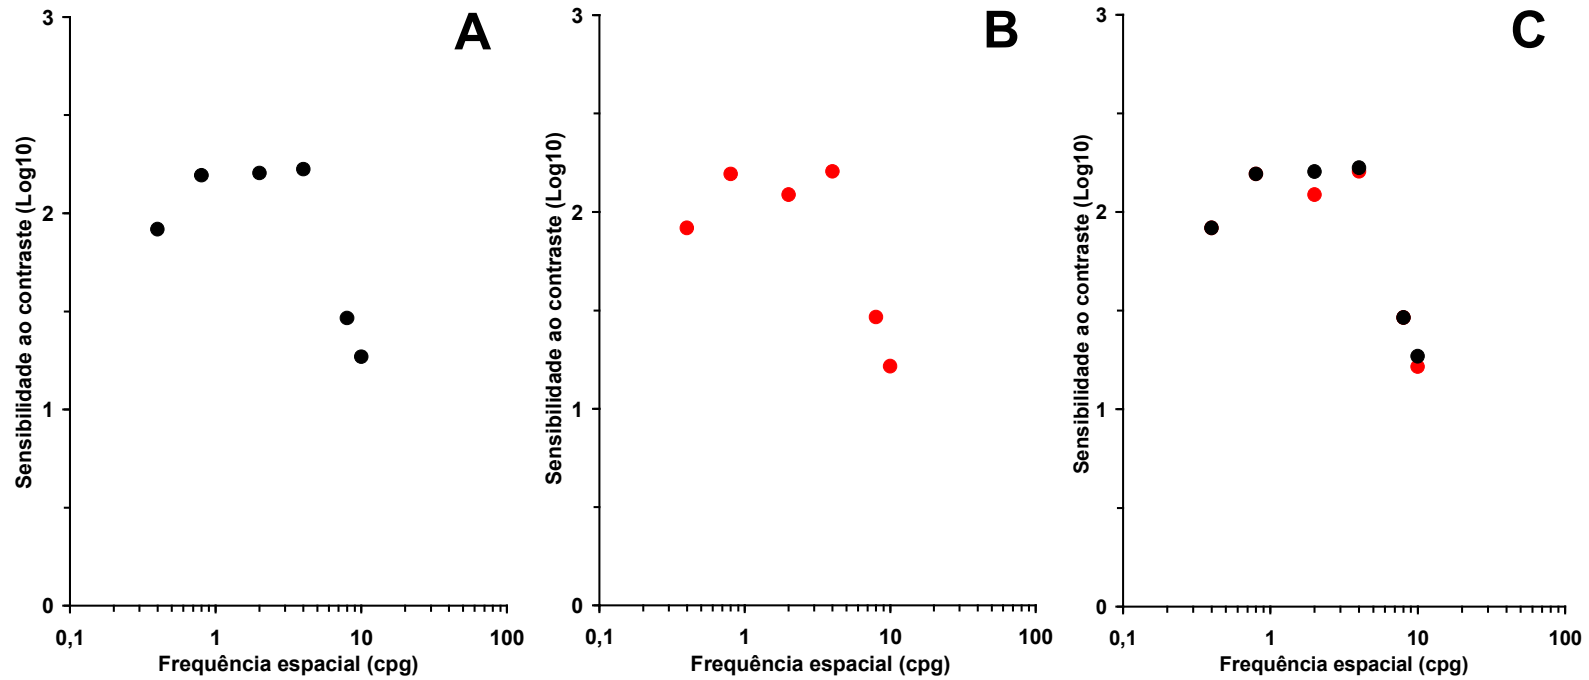 A
3
2
1
0
0,1
1
10
100
Sensibilidade ao contraste (Log10)
Frequência espacial (cpg)
B
3
2
1
0
0,1
1
10
100
Sensibilidade ao contraste (Log10)
Frequência espacial (cpg)
C
3
2
1
0
0,1
1
10
100
Sensibilidade ao contraste (Log10)
Frequência espacial (cpg)